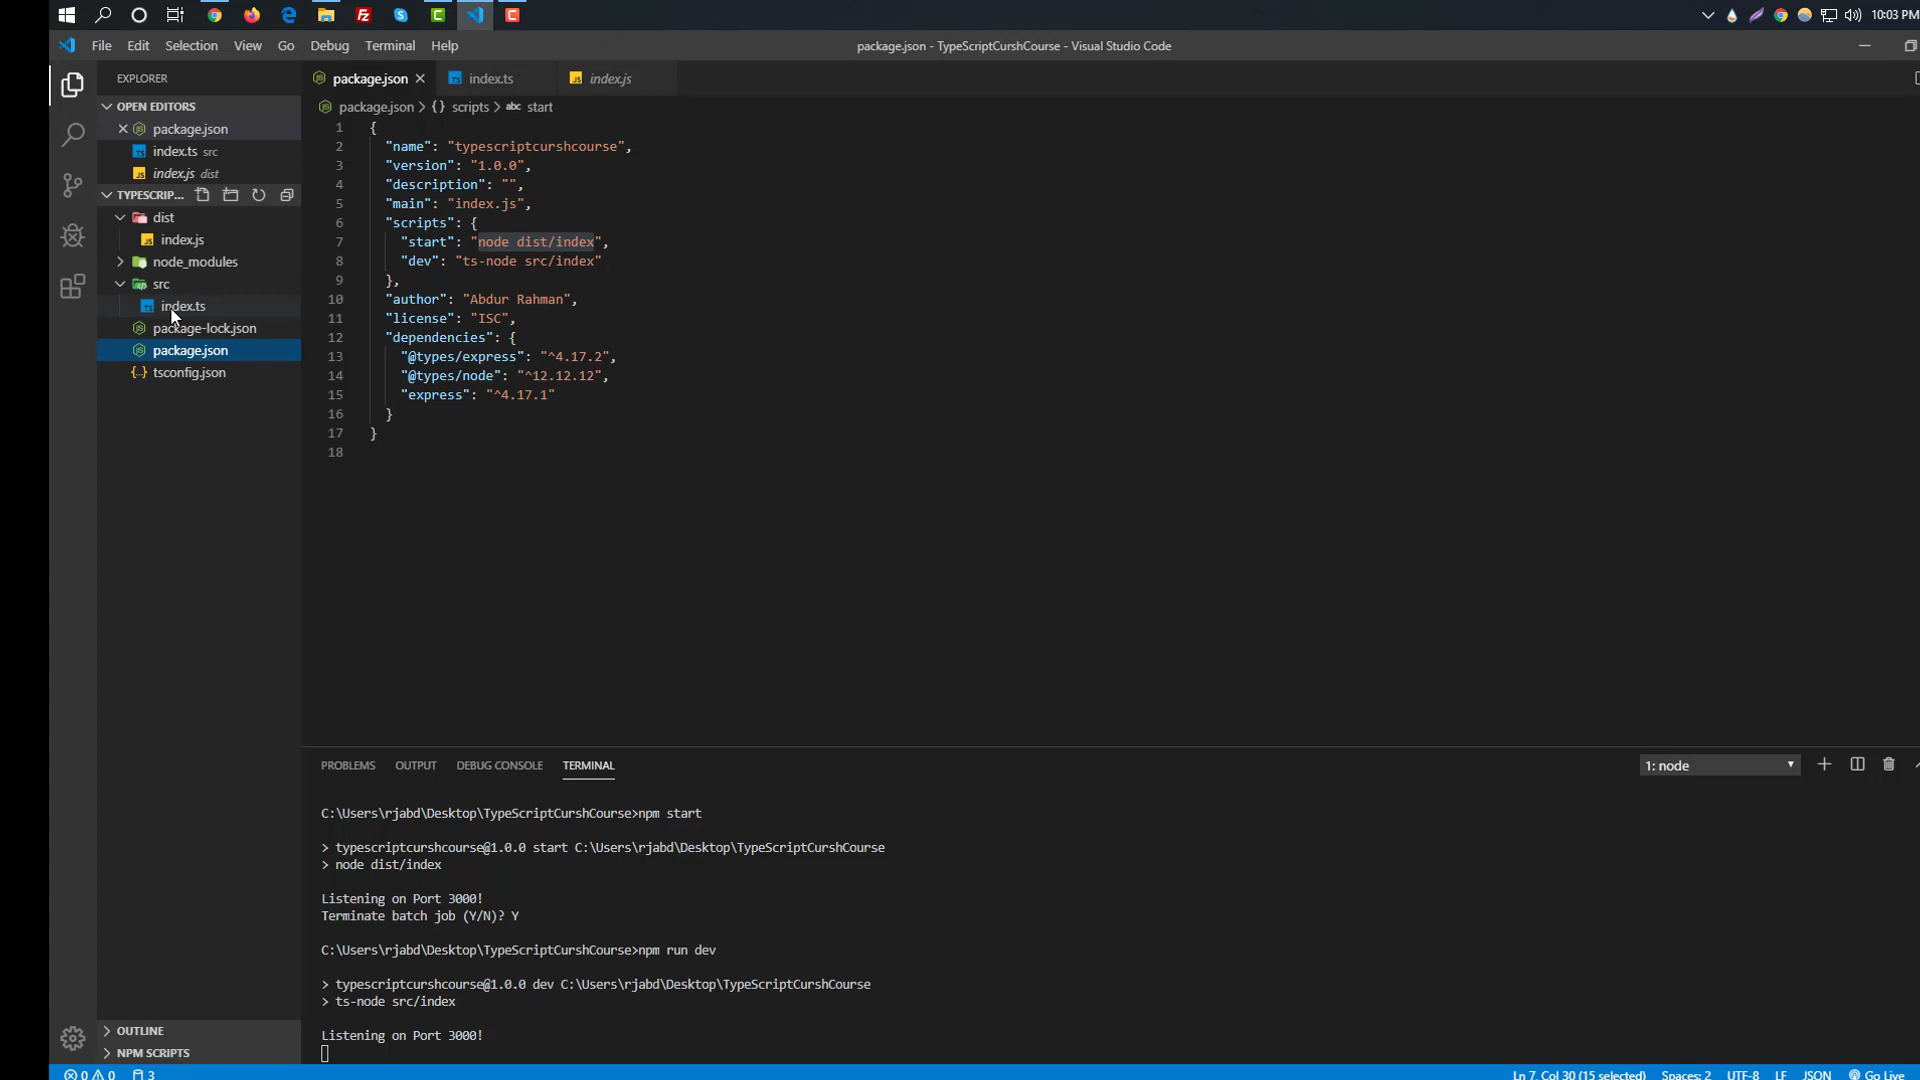 10:03 PM
File Edit Selection View Go Debug Terminal Help
package.json - TypeScriptCurshCourse - Visual Studio Code
EXPLORER
OPEN EDITORS
package.json
index.ts src
index.js dist
TYPESCRIP...
dist
index.js
node_modules
src
index.ts
package-lock.json
package.json
tsconfig.json
OUTLINE
NPM SCRIPTS
package.json index.ts index.js
package.json > {} scripts > abc start
1 {
2 "name": "typescriptcurshcourse",
3 "version": "1.0.0",
4 "description": "",
5 "main": "index.js",
6 "scripts": {
7 "start": "node dist/index",
8 "dev": "ts-node src/index"
9 },
10 "author": "Abdur Rahman",
11 "license": "ISC",
12 "dependencies": {
13 "@types/express": "^4.17.2",
14 "@types/node": "^12.12.12",
15 "express": "^4.17.1"
16 }
17 }
18
PROBLEMS OUTPUT DEBUG CONSOLE TERMINAL
1: node
C:\Users\rjabd\Desktop\TypeScriptCurshCourse>npm start
> typescriptcurshcourse@1.0.0 start C:\Users\rjabd\Desktop\TypeScriptCurshCourse
> node dist/index
Listening on Port 3000!
Terminate batch job (Y/N)? Y
C:\Users\rjabd\Desktop\TypeScriptCurshCourse>npm run dev
> typescriptcurshcourse@1.0.0 dev C:\Users\rjabd\Desktop\TypeScriptCurshCourse
> ts-node src/index
Listening on Port 3000!
0 0 3
Ln 7, Col 30 (15 selected) Spaces: 2 UTF-8 LF JSON Go Live